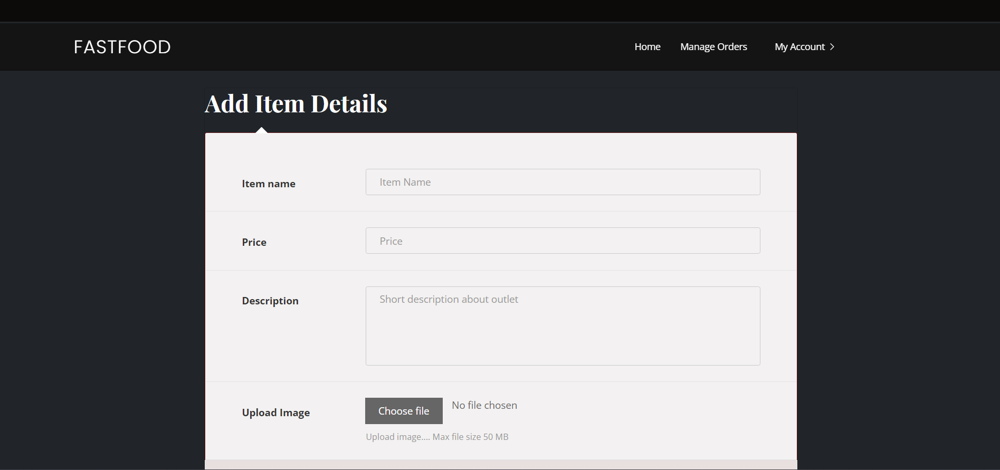 FASTFOOD
Home Manage Orders My Account
Add Item Details
Item name Item Name
Price Price
Description Short description about outlet
Upload Image Choose file No file chosen
Upload image.... Max file size 50 MB